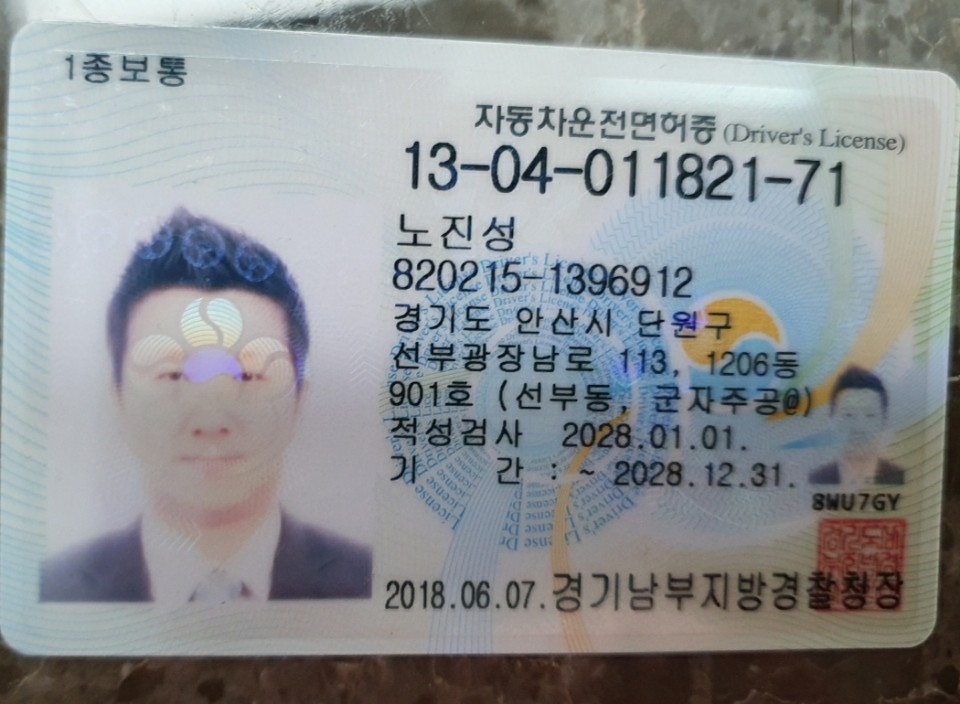 1종보통
자동차운전면허증 (Driver's License)
13-04-011821-71
노진성
820215-1396912
경기도 안산시 단원구
선부광장남로 113, 1206동
901호 (선부동, 군자주공@)
적성검사 2028.01.01.
기 간 : ~ 2028.12.31.
8WU7GY
2018.06.07.경기남부지방경찰청장